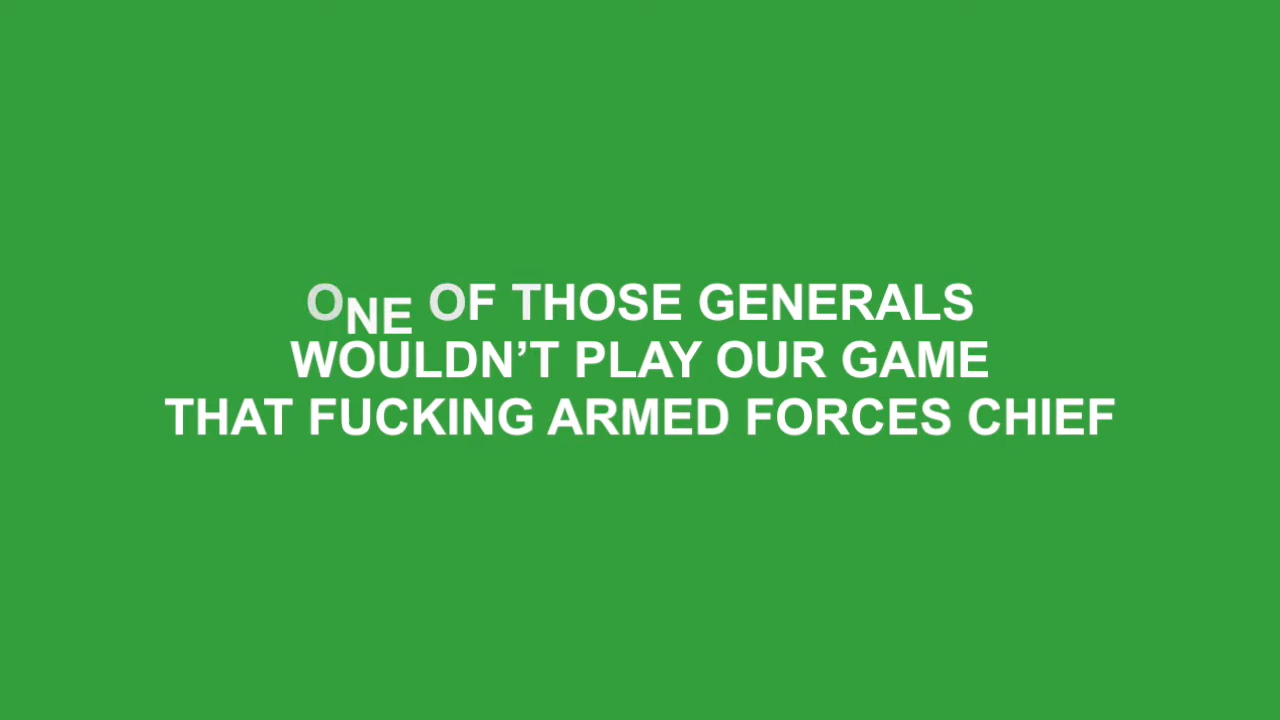 ONE OF THOSE GENERALS
WOULDN’T PLAY OUR GAME
THAT FUCKING ARMED FORCES CHIEF